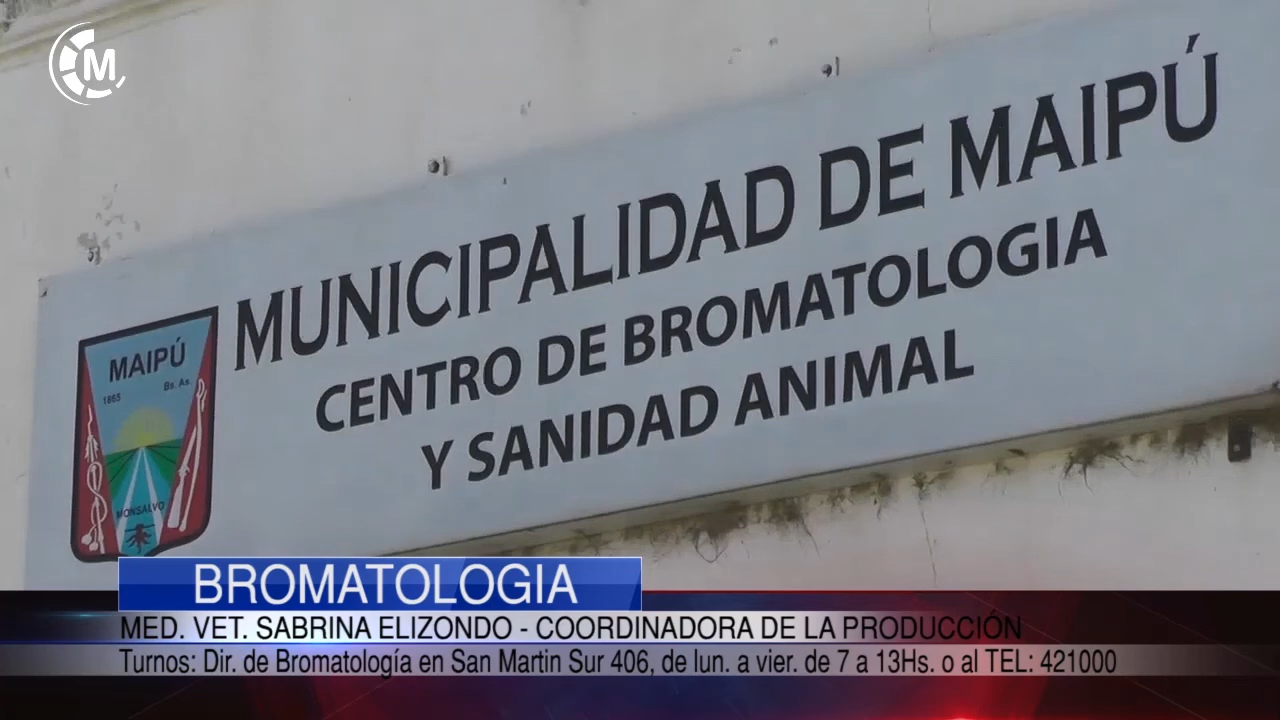 M
MUNICIPALIDAD DE MAIPÚ
CENTRO DE BROMATOLOGIA
Y SANIDAD ANIMAL
MAIPÚ
Bs. As.
1865
MONSALVO
BROMATOLOGIA
MED. VET. SABRINA ELIZONDO - COORDINADORA DE LA PRODUCCIÓN
Turnos: Dir. de Bromatología en San Martin Sur 406, de lun. a vier. de 7 a 13Hs. o al TEL: 421000